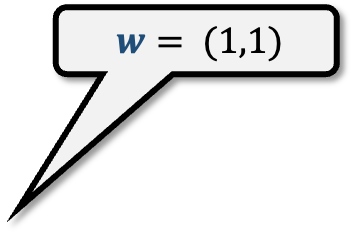 w = (1,1)